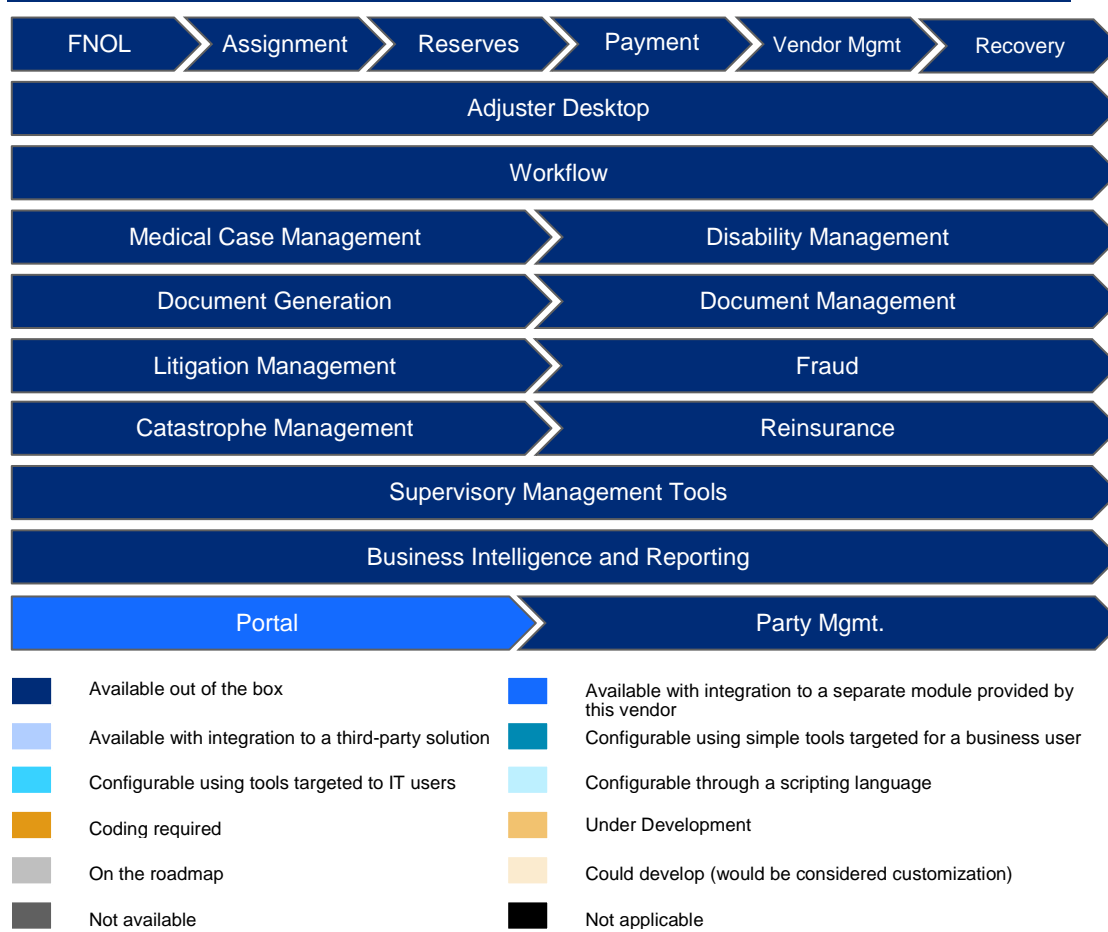 FNOL Assignment Reserves Payment Vendor Mgmt Recovery
Adjuster Desktop
Workflow
Medical Case Management Disability Management
Document Generation Document Management
Litigation Management Fraud
Catastrophe Management Reinsurance
Supervisory Management Tools
Business Intelligence and Reporting
Portal Party Mgmt.
Available out of the box
Available with integration to a separate module provided by
this vendor
Available with integration to a third-party solution
Configurable using simple tools targeted for a business user
Configurable using tools targeted to IT users
Configurable through a scripting language
Coding required
Under Development
On the roadmap
Could develop (would be considered customization)
Not available
Not applicable